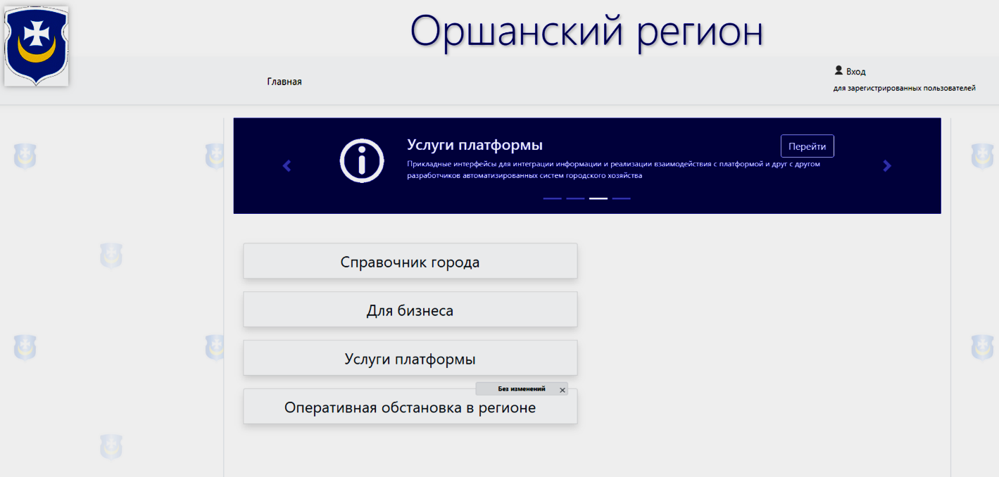 Оршанский регион
Главная
Вход
для зарегистрированных пользователей
Услуги платформы
Перейти
Прикладные интерфейсы для интеграции информации и реализации взаимодействия с платформой и друг с другом
разработчиков автоматизированных систем городского хозяйства
Справочник города
Для бизнеса
Услуги платформы
Без изменений
Оперативная обстановка в регионе